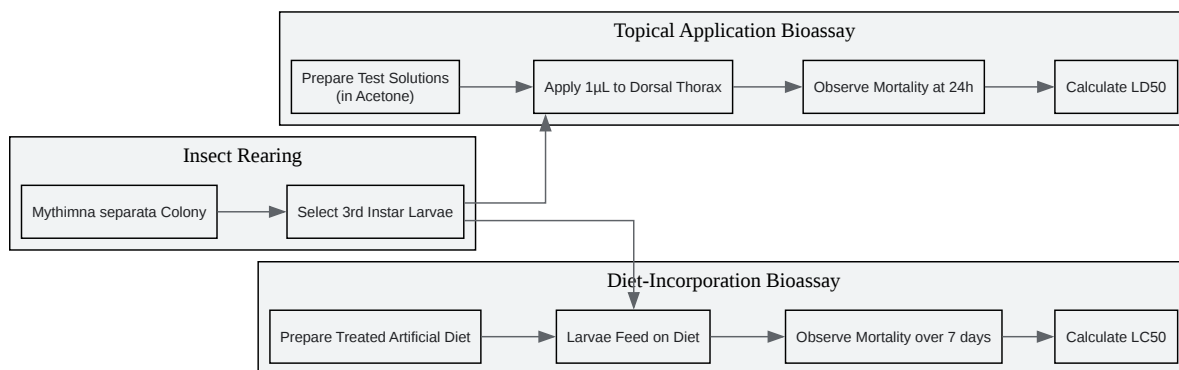 Topical Application Bioassay
Prepare Test Solutions
(in Acetone)
Apply 1µL to Dorsal Thorax
Observe Mortality at 24h
Calculate LD50
Insect Rearing
Mythimna separata Colony
Select 3rd Instar Larvae
Diet-Incorporation Bioassay
Prepare Treated Artificial Diet
Larvae Feed on Diet
Observe Mortality over 7 days
Calculate LC50